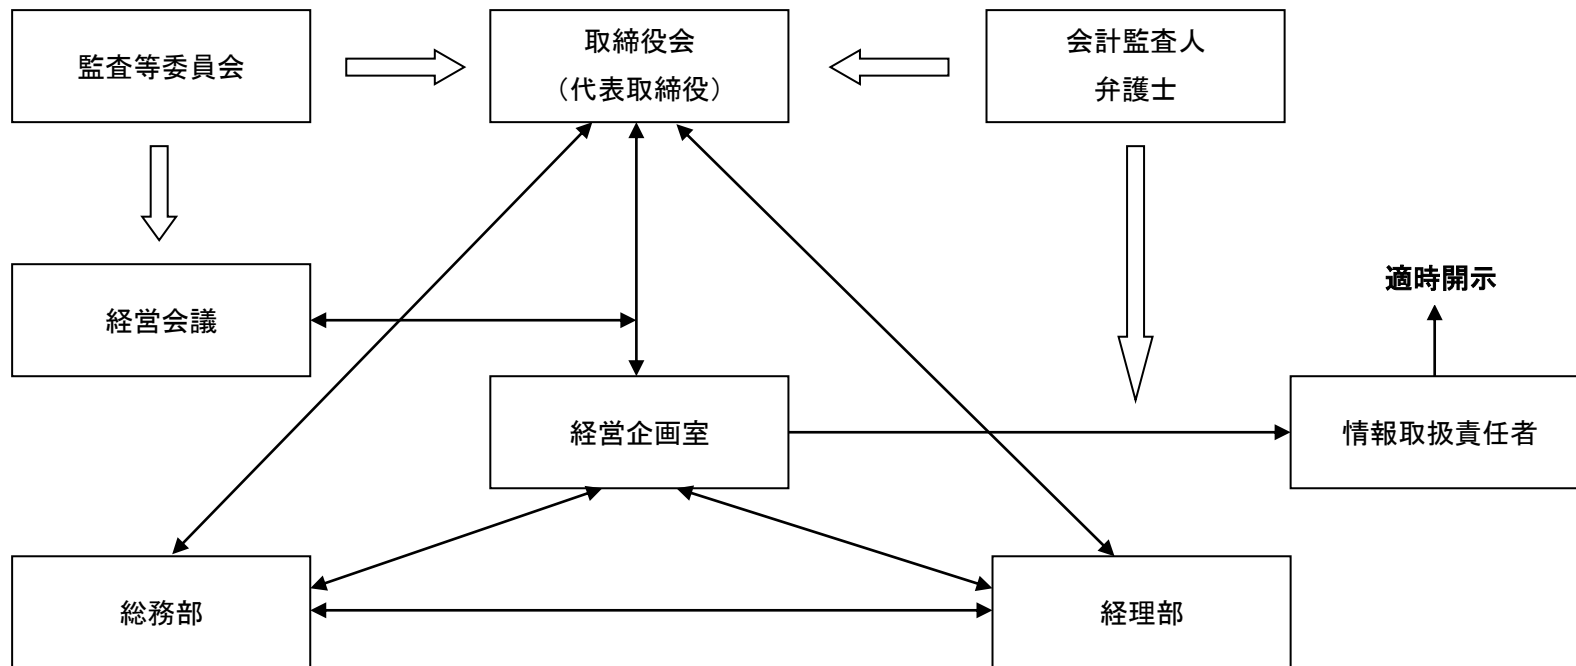 監査等委員会
取締役会
（代表取締役）
会計監査人
弁護士
経営会議
適時開示
経営企画室
情報取扱責任者
総務部
経理部